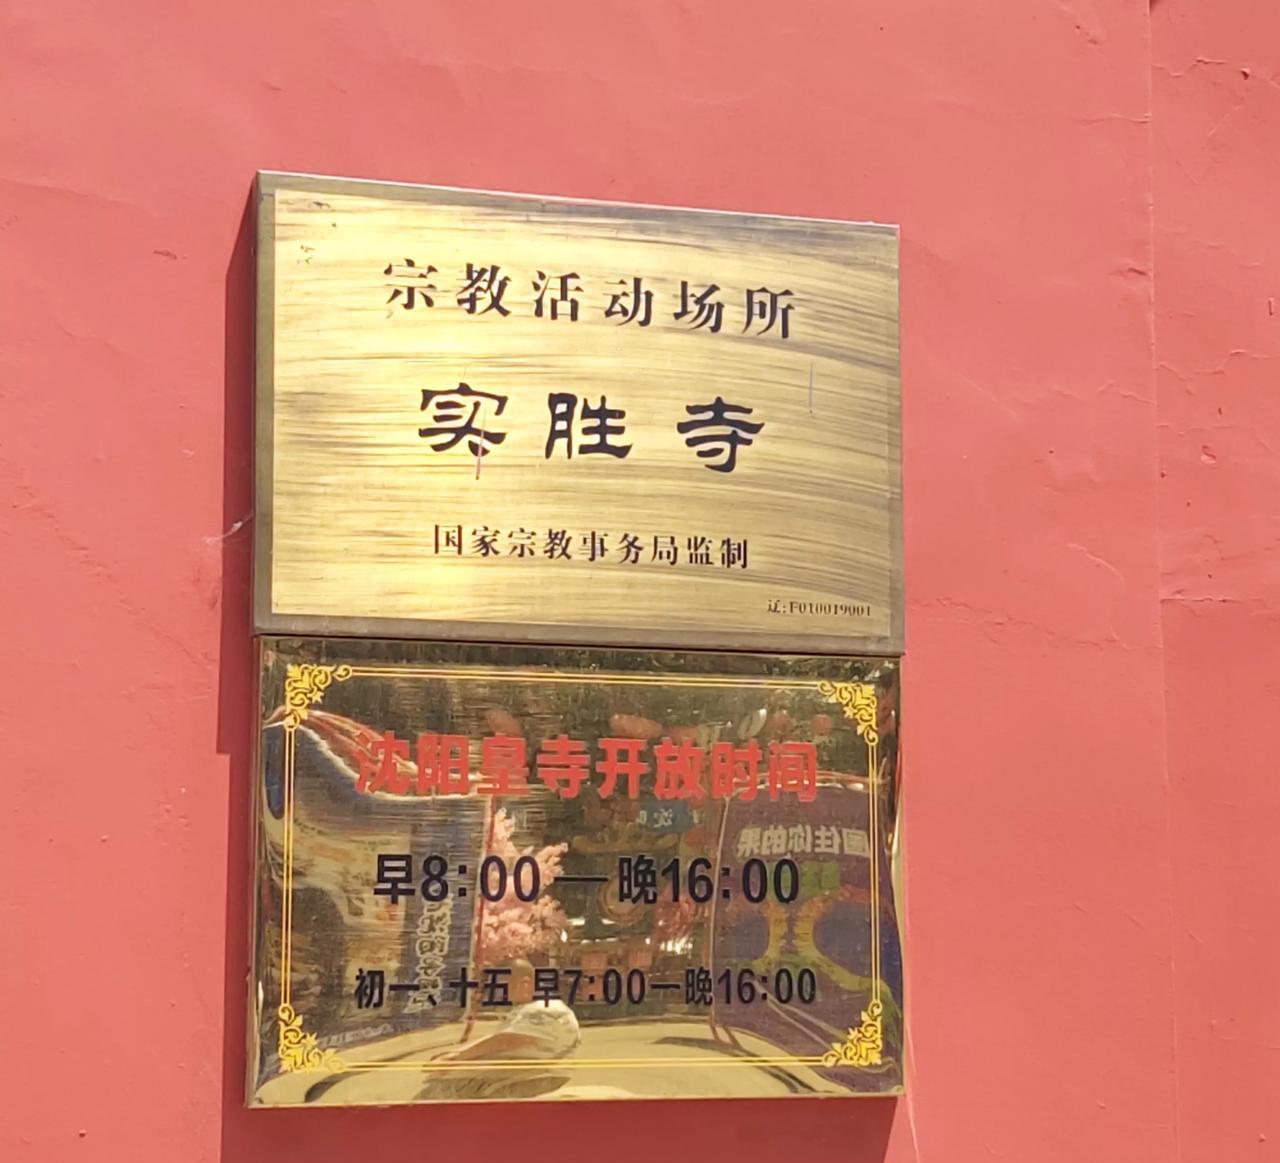 宗教活动场所
实胜寺
国家宗教事务局监制
辽:F010019001
沈阳皇寺开放时间
早8:00—晚16:00
初一、十五 早7:00—晚16:00